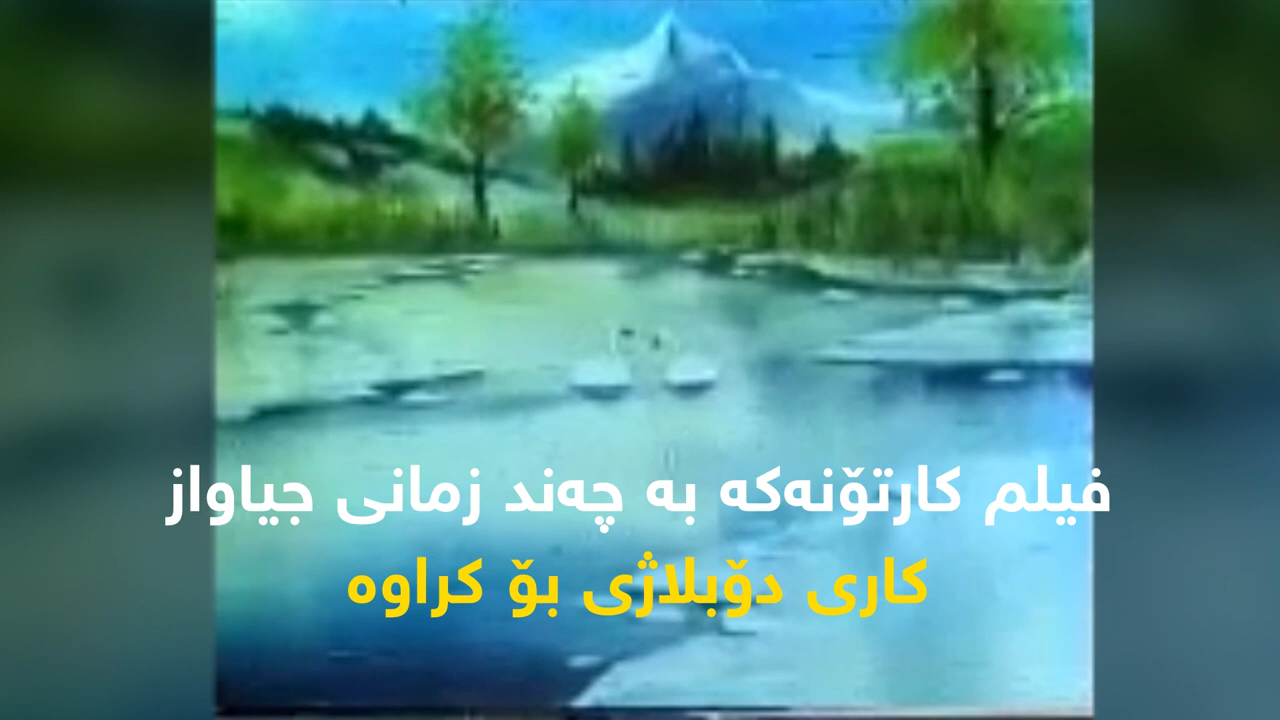 فیلم کارتۆنەکە بە چەند زمانی جیاواز
کاری دۆبلاژی بۆ کراوە